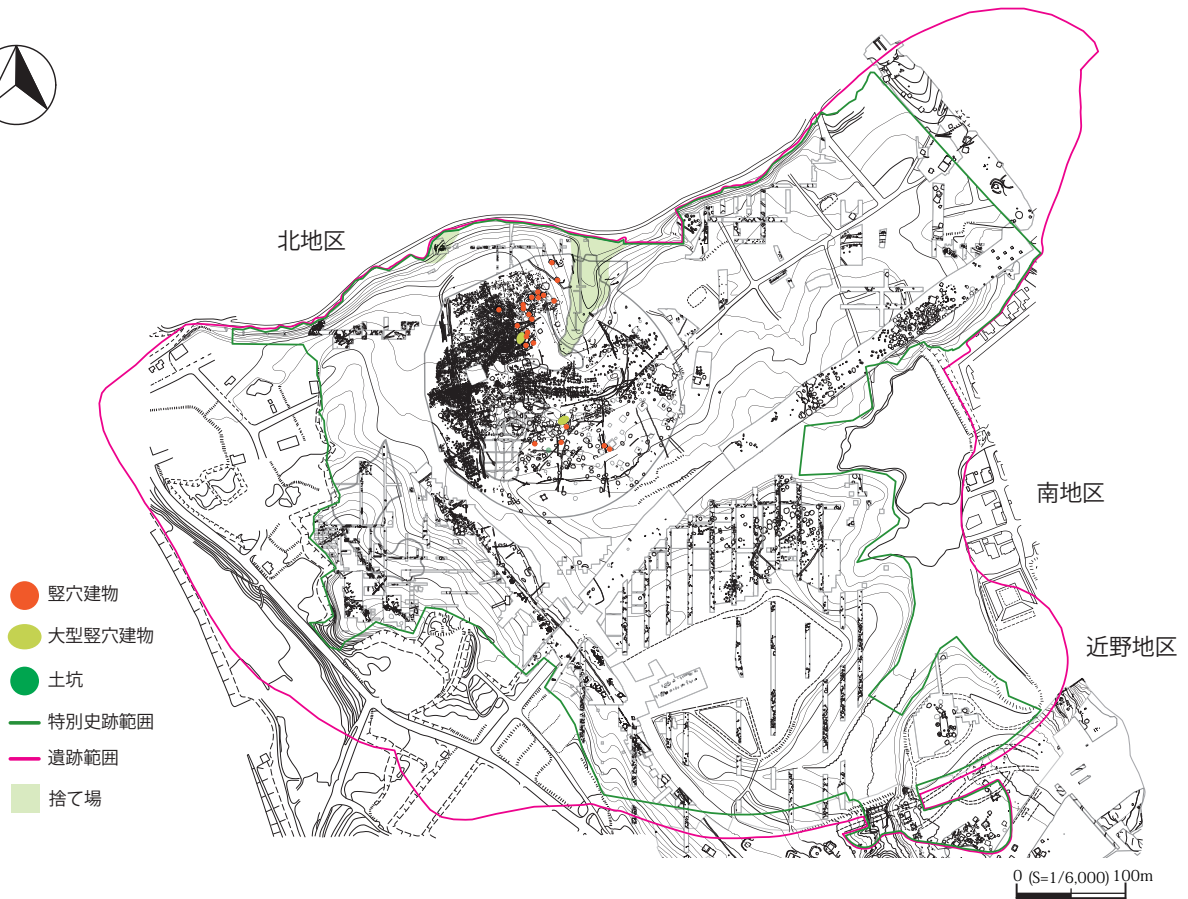 北地区
南地区
近野地区
竪穴建物
大型竪穴建物
土坑
特別史跡範囲
遺跡範囲
捨て場
0 (S=1/6,000) 100m